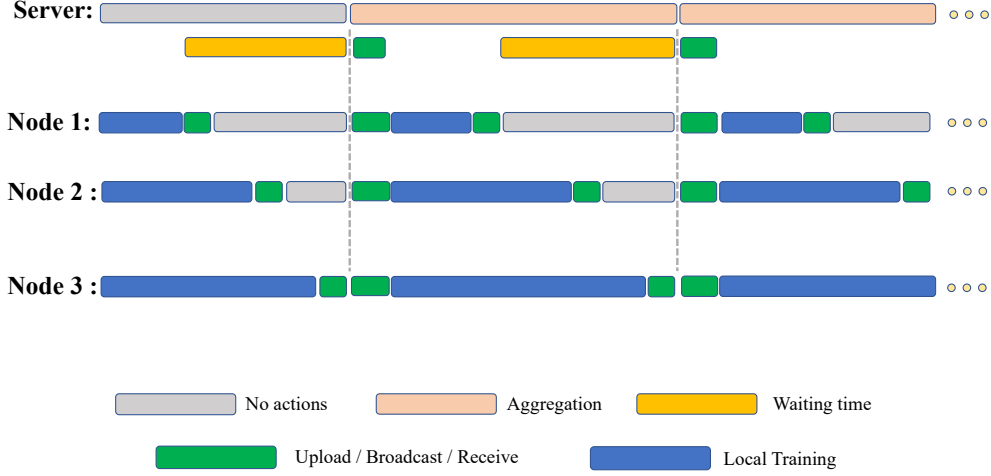 Server:
Node 1:
Node 2 :
Node 3 :
No actions
Aggregation
Waiting time
Upload / Broadcast / Receive
Local Training